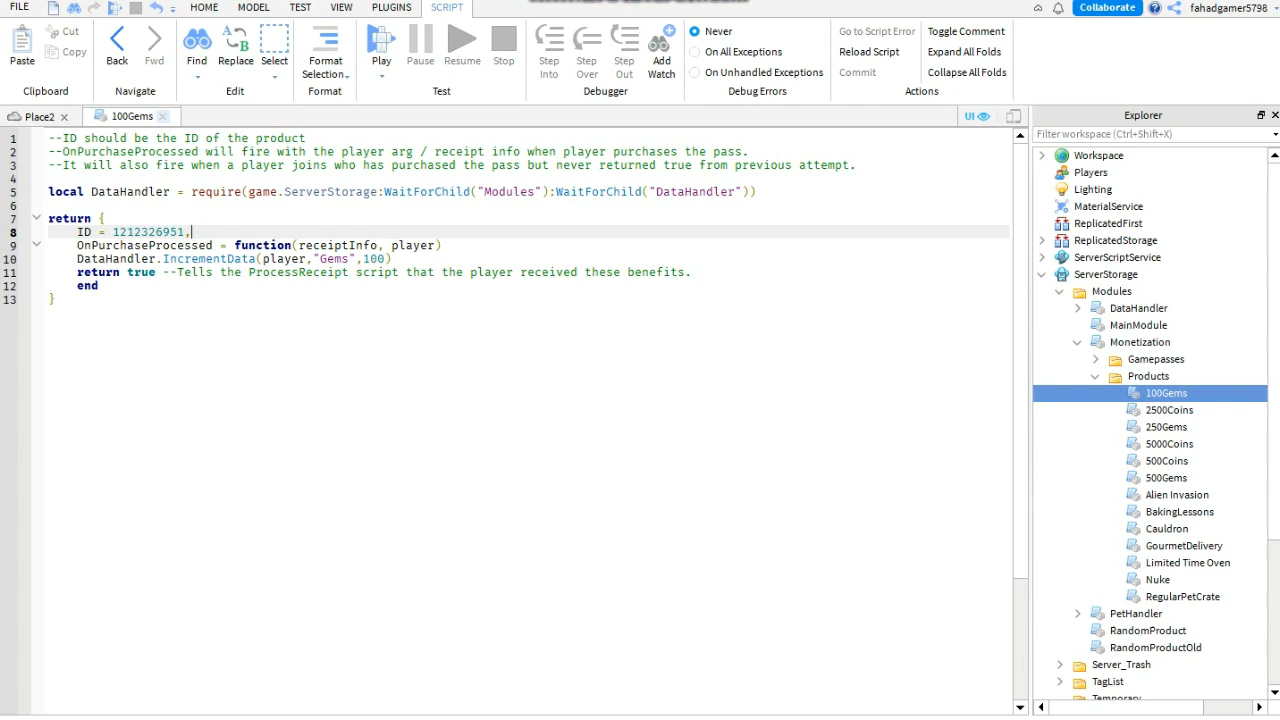 FILE HOME MODEL TEST VIEW PLUGINS SCRIPT Collaborate fahadgamer5798
Paste Cut Copy Back Fwd Find Replace Select Format Selection Play Pause Resume Stop Step Into Step Over Step Out Add Watch
Never Go to Script Error Toggle Comment
On All Exceptions Reload Script Expand All Folds
On Unhandled Exceptions Commit Collapse All Folds
Clipboard Navigate Edit Format Test Debugger Debug Errors Actions
Place2 100Gems UI
1 --ID should be the ID of the product
2 --OnPurchaseProcessed will fire with the player arg / receipt info when player purchases the pass.
3 --It will also fire when a player joins who has purchased the pass but never returned true from previous attempt.
4
5 local DataHandler = require(game.ServerStorage:WaitForChild("Modules"):WaitForChild("DataHandler"))
6
7 return {
8 ID = 1212326951,
9 OnPurchaseProcessed = function(receiptInfo, player)
10 DataHandler.IncrementData(player,"Gems",100)
11 return true --Tells the ProcessReceipt script that the player received these benefits.
12 end
13 }
Explorer
Filter workspace (Ctrl+Shift+X)
Workspace
Players
Lighting
MaterialService
ReplicatedFirst
ReplicatedStorage
ServerScriptService
ServerStorage
Modules
DataHandler
MainModule
Monetization
Gamepasses
Products
100Gems
2500Coins
250Gems
5000Coins
500Coins
500Gems
Alien Invasion
BakingLessons
Cauldron
GourmetDelivery
Limited Time Oven
Nuke
RegularPetCrate
PetHandler
RandomProduct
RandomProductOld
Server_Trash
TagList
Temporary